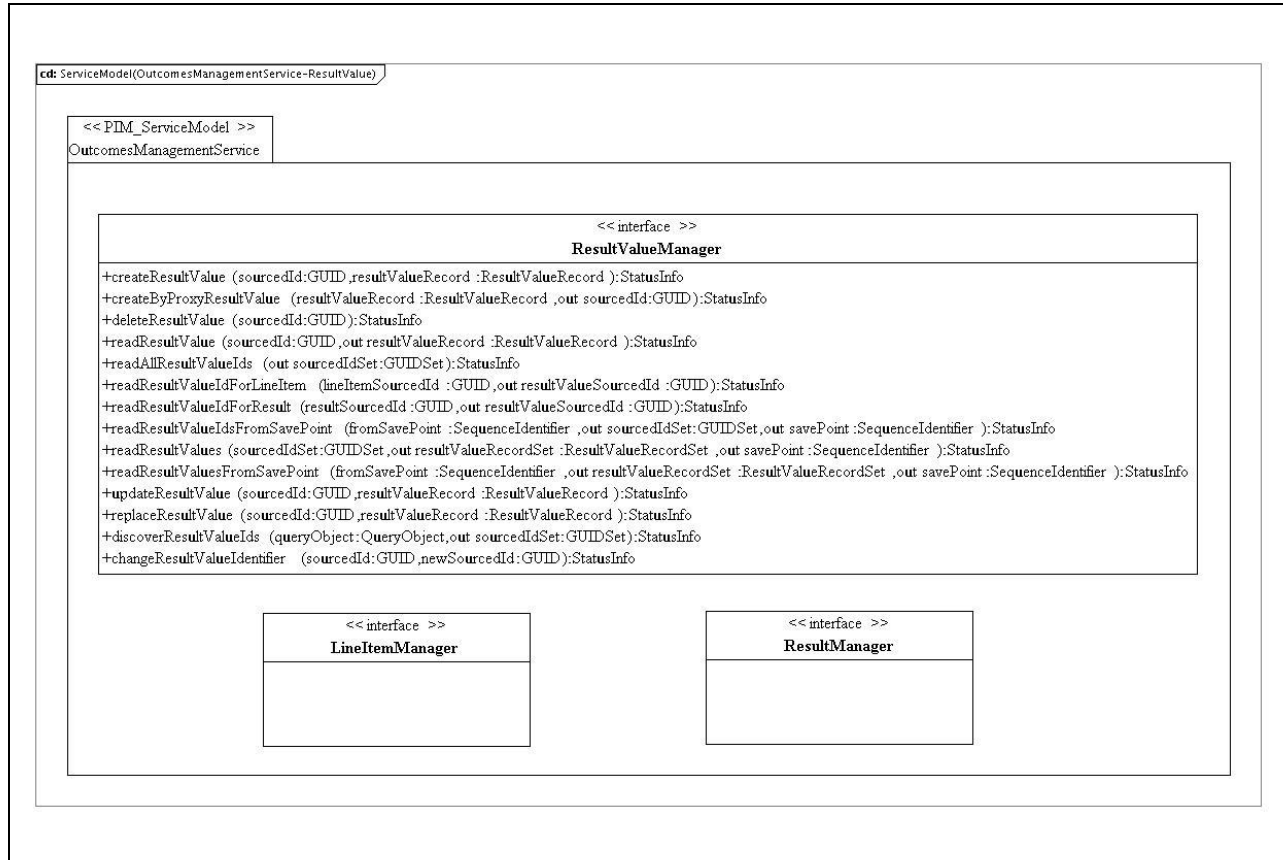 cd: ServiceModel(OutcomesManagementService-ResultValue)
<< PIM_ServiceModel >>
OutcomesManagementService
<< interface >>
ResultValueManager
+createResultValue (sourcedId:GUID,resultValueRecord :ResultValueRecord ):StatusInfo
+createByProxyResultValue (resultValueRecord :ResultValueRecord ,out sourcedId:GUID):StatusInfo
+deleteResultValue (sourcedId:GUID):StatusInfo
+readResultValue (sourcedId:GUID,out resultValueRecord :ResultValueRecord ):StatusInfo
+readAllResultValueIds (out sourcedIdSet:GUIDSet):StatusInfo
+readResultValueIdForLineItem (lineItemSourcedId :GUID,out resultValueSourcedId :GUID):StatusInfo
+readResultValueIdForResult (resultSourcedId :GUID,out resultValueSourcedId :GUID):StatusInfo
+readResultValueIdsFromSavePoint (fromSavePoint :SequenceIdentifier ,out sourcedIdSet:GUIDSet,out savePoint :SequenceIdentifier ):StatusInfo
+readResultValues (sourcedIdSet:GUIDSet,out resultValueRecordSet :ResultValueRecordSet ,out savePoint :SequenceIdentifier ):StatusInfo
+readResultValuesFromSavePoint (fromSavePoint :SequenceIdentifier ,out resultValueRecordSet :ResultValueRecordSet ,out savePoint :SequenceIdentifier ):StatusInfo
+updateResultValue (sourcedId:GUID,resultValueRecord :ResultValueRecord ):StatusInfo
+replaceResultValue (sourcedId:GUID,resultValueRecord :ResultValueRecord ):StatusInfo
+discoverResultValueIds (queryObject:QueryObject,out sourcedIdSet:GUIDSet):StatusInfo
+changeResultValueIdentifier (sourcedId:GUID,newSourcedId:GUID):StatusInfo
<< interface >>
LineItemManager
<< interface >>
ResultManager